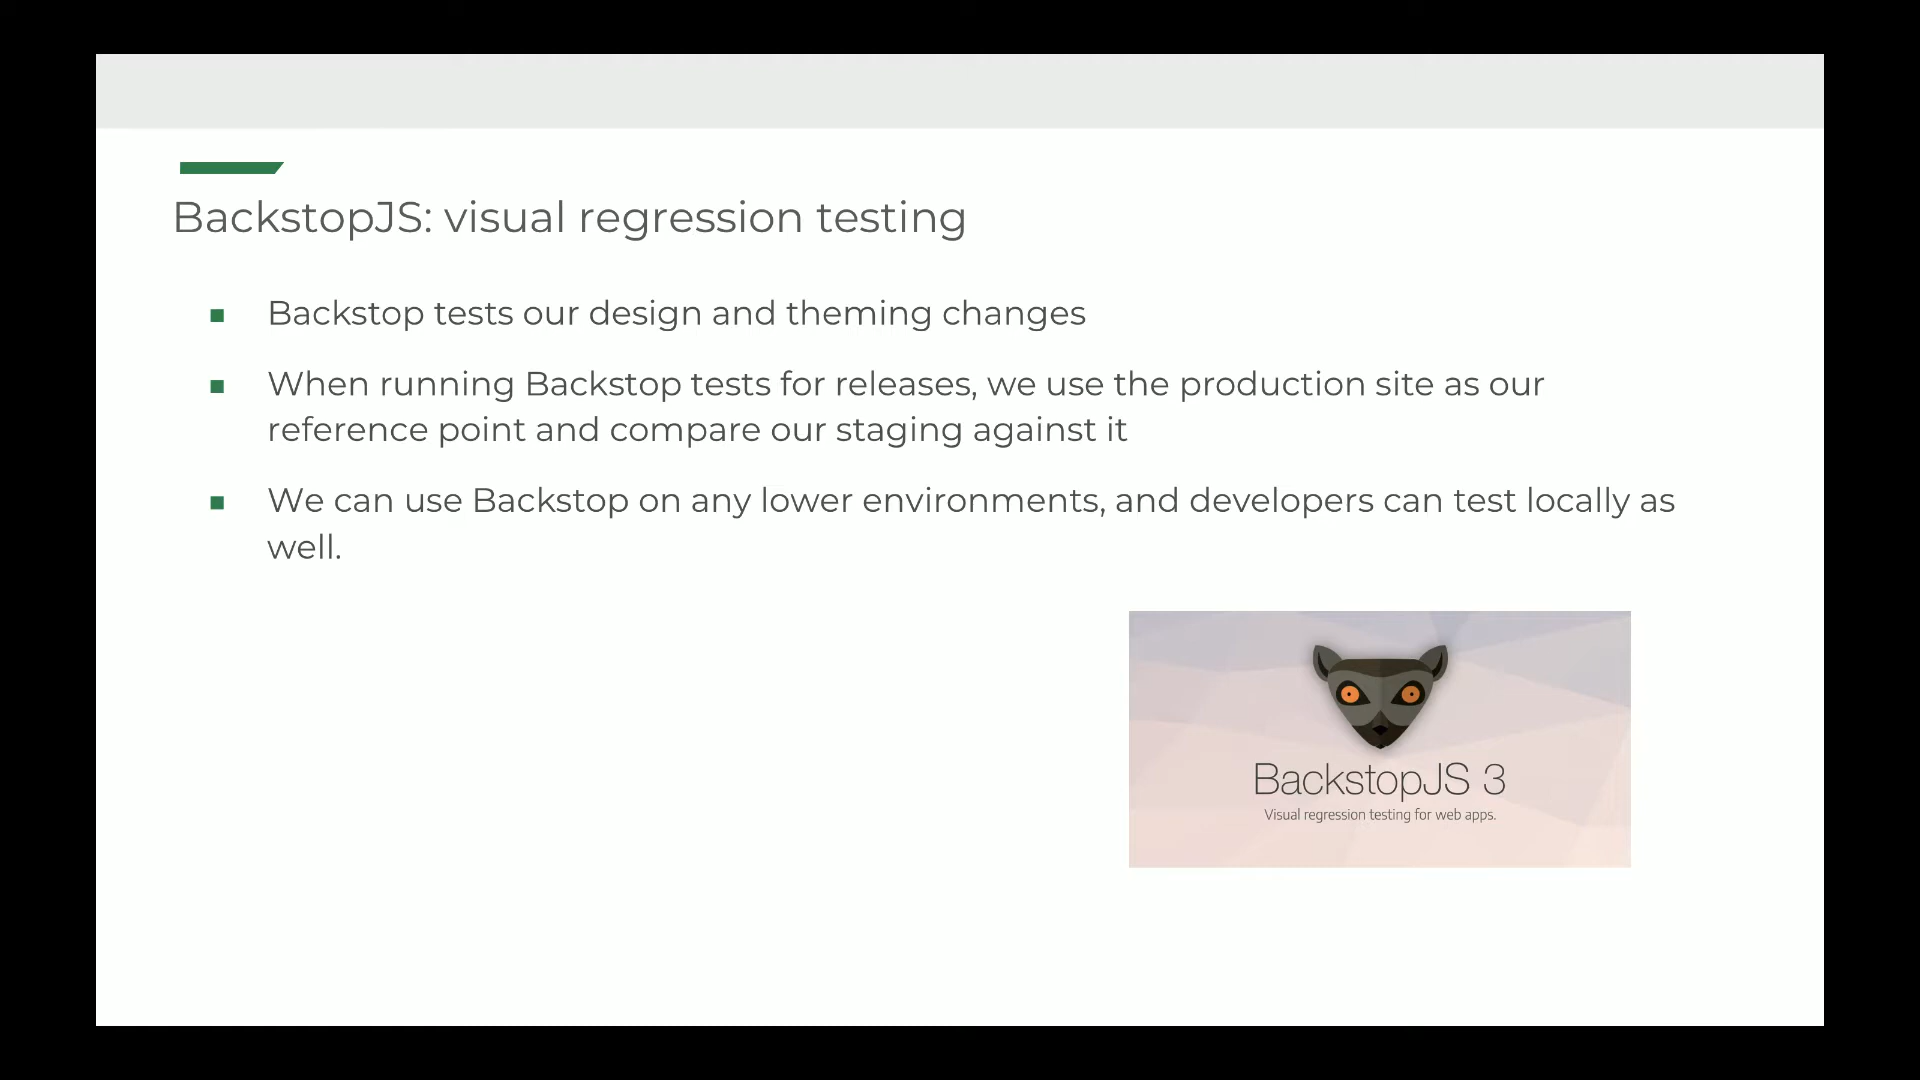 BackstopJS: visual regression testing
Backstop tests our design and theming changes
When running Backstop tests for releases, we use the production site as our
reference point and compare our staging against it
We can use Backstop on any lower environments, and developers can test locally as
well.
BackstopJS 3
Visual regression testing for web apps.